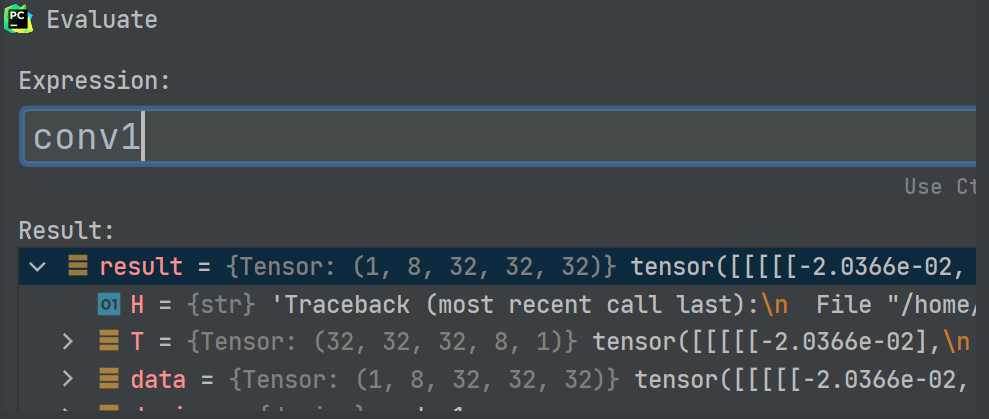 PC Evaluate
Expression:
conv1
Use Ct
Result:
result = {Tensor: (1, 8, 32, 32, 32)} tensor([[[[[-2.0366e-02,
01 H = {str} 'Traceback (most recent call last):\n  File "/home/
T = {Tensor: (32, 32, 32, 8, 1)} tensor([[[[[-2.0366e-02],\n
data = {Tensor: (1, 8, 32, 32, 32)} tensor([[[[[-2.0366e-02,